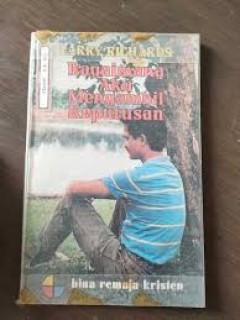 LARRY RICHARDS
Bagaimana
Aku
Mengambil
Keputusan
bina remaja kristen